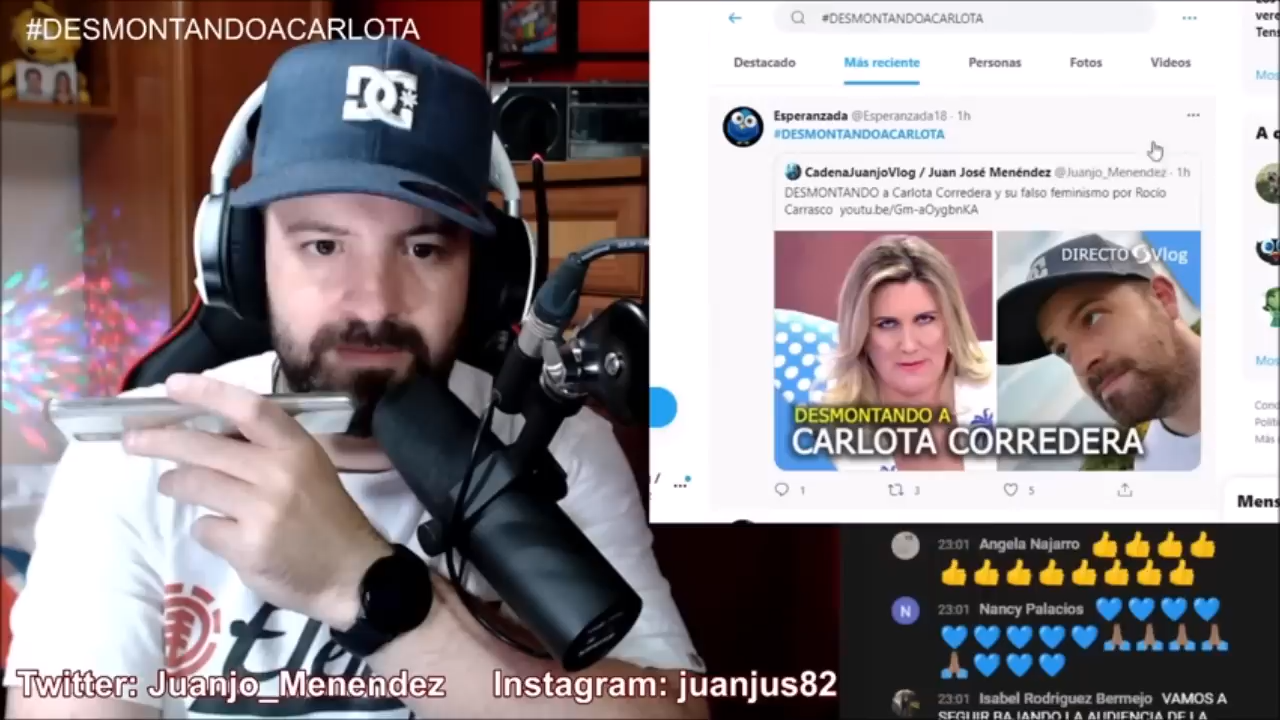 #DESMONTANDOACARLOTA
DC
Twitter: Juanjo_Menendez
Instagram: juanjus82
#DESMONTANDOACARLOTA
Destacado
Más reciente
Personas
Fotos
Videos
Esperanzada @Esperanzada18 · 1h
#DESMONTANDOACARLOTA
CadenaJuanjoVlog / Juan José Menéndez @Juanjo_Menendez · 1h
DESMONTANDO a Carlota Corredera y su falso feminismo por Rocío
Carrasco youtu.be/Gm-aOygbnKA
DIRECTO Vlog
DESMONTANDO A
CARLOTA CORREDERA
1
3
5
Mens
23:01 Angela Najarro 👍👍👍👍
👍👍👍👍👍👍👍👍
N
23:01 Nancy Palacios 💙💙💙💙
💙💙💙💙💙🙏🏽🙏🏽🙏🏽🙏🏽
🙏🏽💙💙💙
23:01 Isabel Rodriguez Bermejo VAMOS A
SEGUIR BAJANDO LA AUDIENCIA DE LA